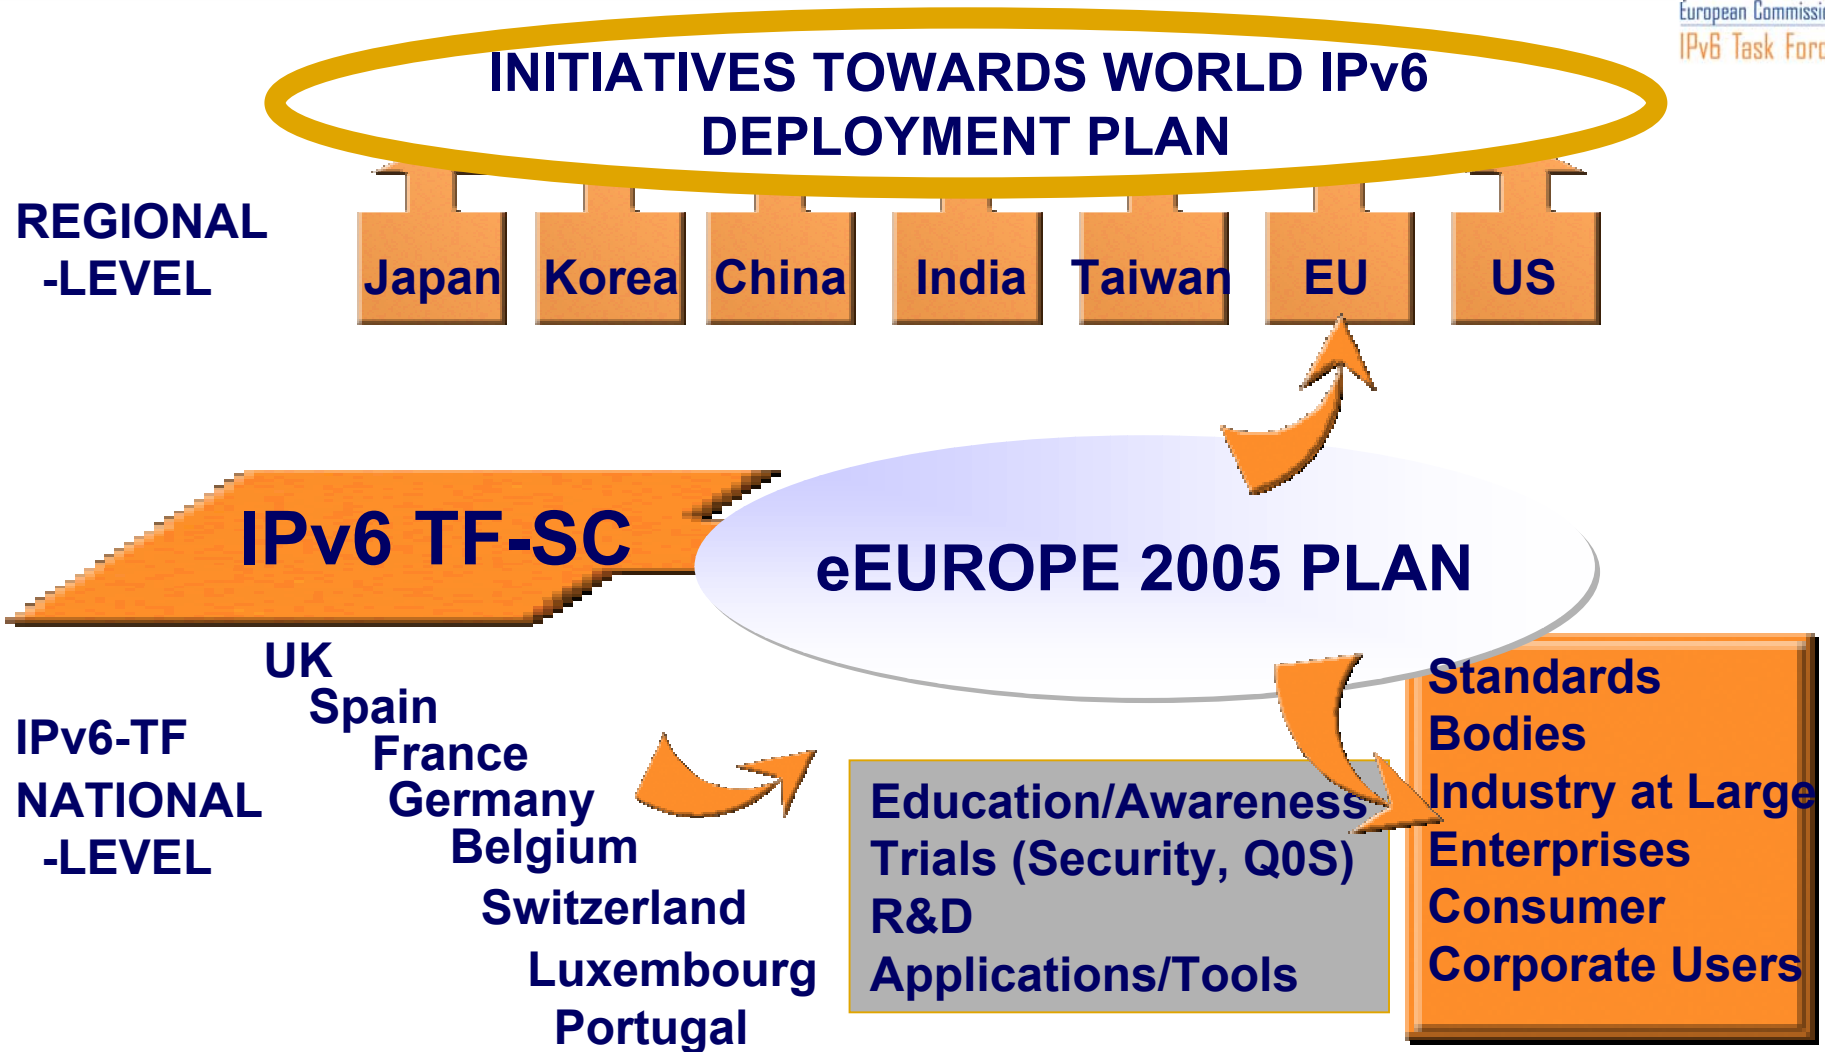 European Commissi
IPv6 Task Forc
INITIATIVES TOWARDS WORLD IPv6
DEPLOYMENT PLAN
REGIONAL
-LEVEL
Japan Korea China India Taiwan EU US
IPv6 TF-SC
eEUROPE 2005 PLAN
IPv6-TF
NATIONAL
-LEVEL
UK
Spain
France
Germany
Belgium
Switzerland
Luxembourg
Portugal
Education/Awareness
Trials (Security, Q0S)
R&D
Applications/Tools
Standards
Bodies
Industry at Large
Enterprises
Consumer
Corporate Users